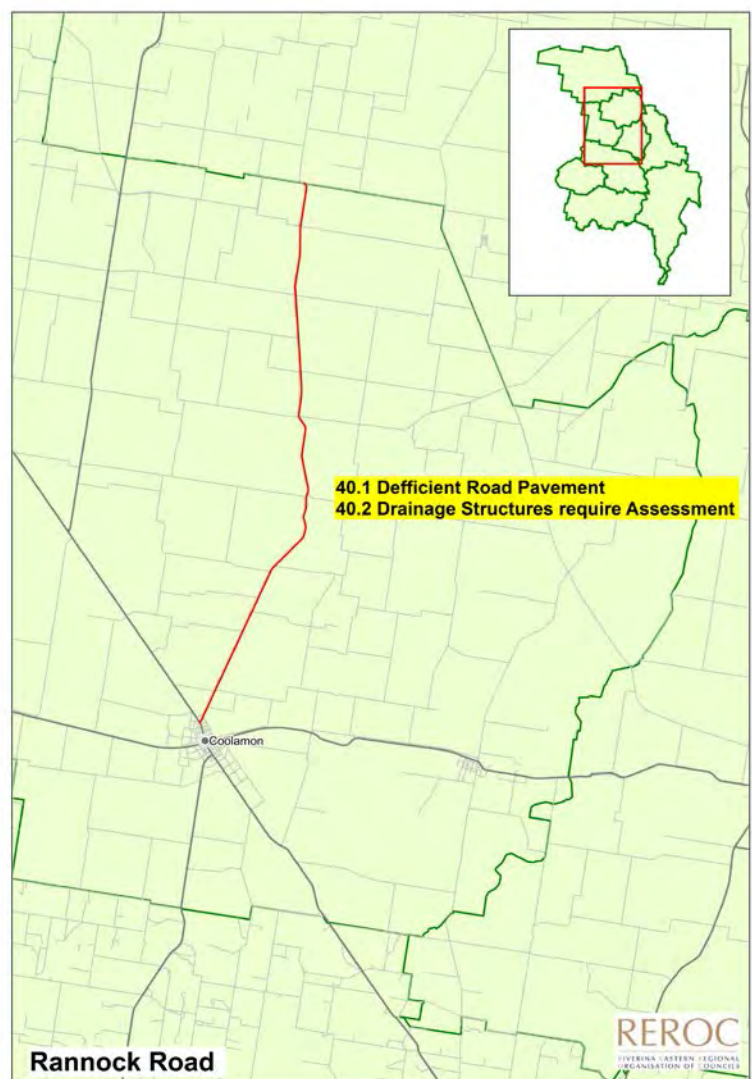 40.1 Defficient Road Pavement
40.2 Drainage Structures require Assessment
Coolamon
Rannock Road
REROC
RIVERINA EASTERN REGIONAL
ORGANISATION OF COUNCILS